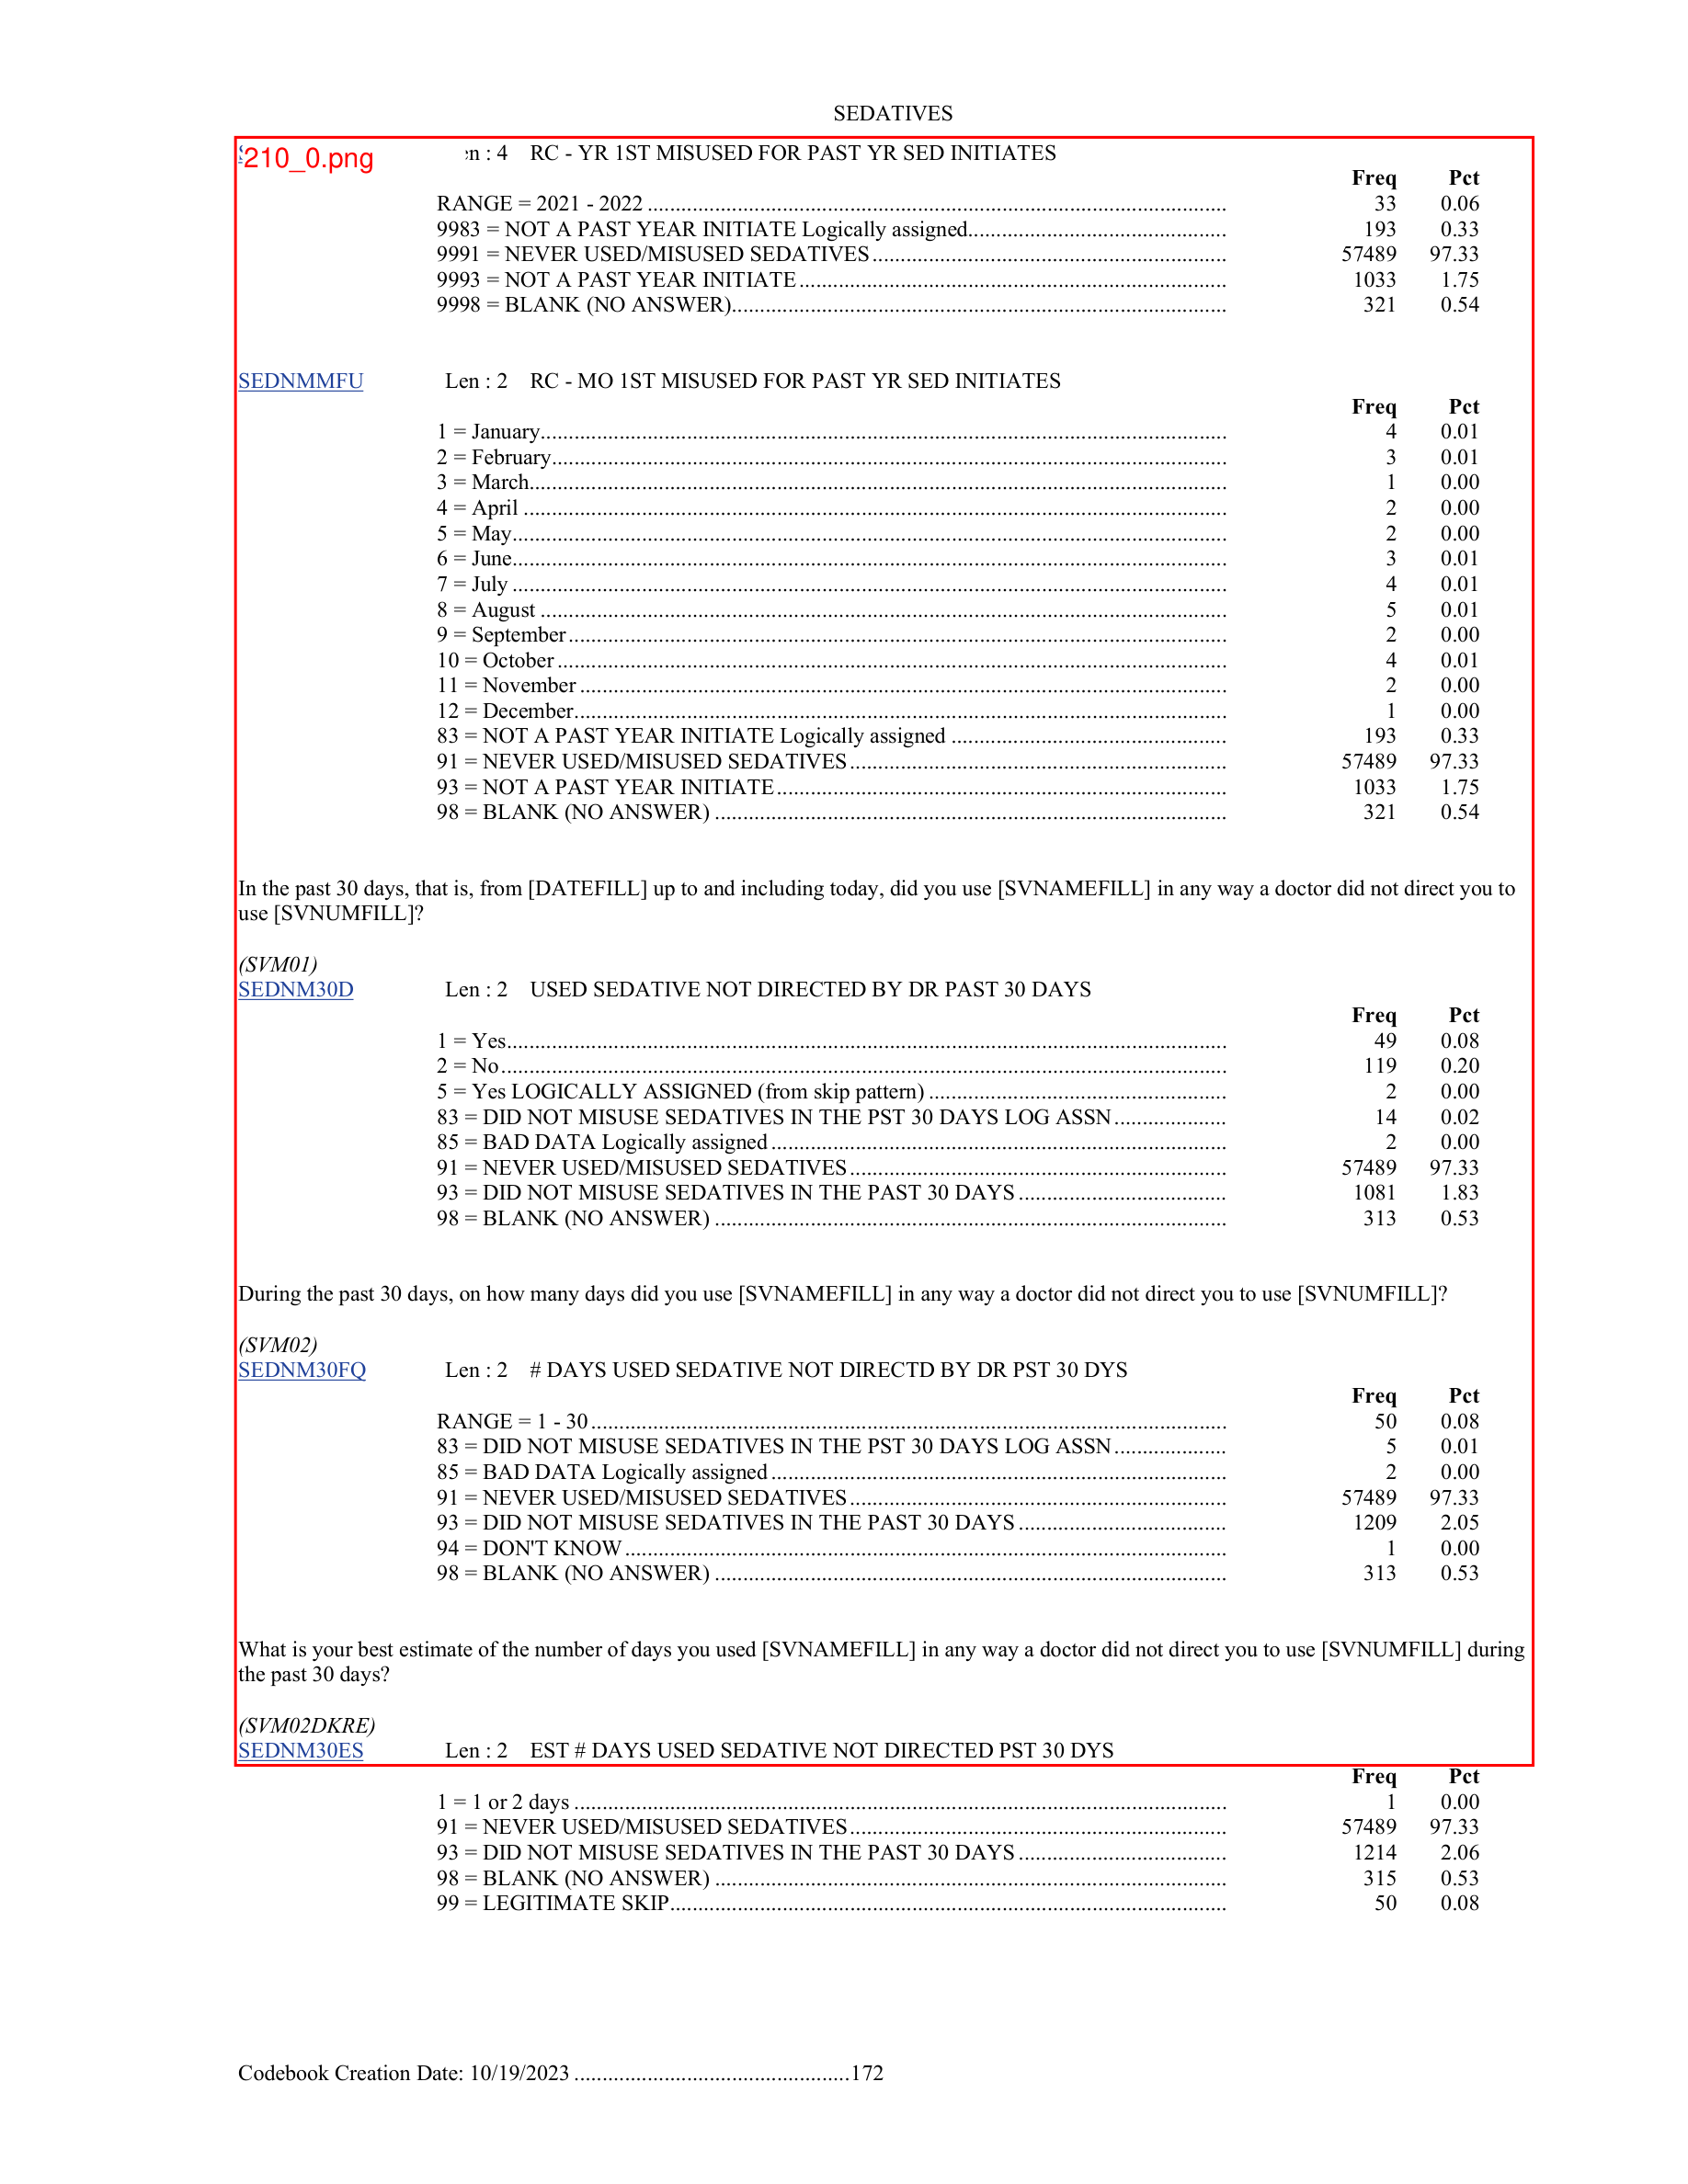 SEDATIVES
210_0.png : 4 RC - YR 1ST MISUSED FOR PAST YR SED INITIATES
Freq Pct
RANGE = 2021 - 2022 33 0.06
9983 = NOT A PAST YEAR INITIATE Logically assigned 193 0.33
9991 = NEVER USED/MISUSED SEDATIVES 57489 97.33
9993 = NOT A PAST YEAR INITIATE 1033 1.75
9998 = BLANK (NO ANSWER) 321 0.54
SEDNMMFU Len : 2 RC - MO 1ST MISUSED FOR PAST YR SED INITIATES
Freq Pct
1 = January 4 0.01
2 = February 3 0.01
3 = March 1 0.00
4 = April 2 0.00
5 = May 2 0.00
6 = June 3 0.01
7 = July 4 0.01
8 = August 5 0.01
9 = September 2 0.00
10 = October 4 0.01
11 = November 2 0.00
12 = December 1 0.00
83 = NOT A PAST YEAR INITIATE Logically assigned 193 0.33
91 = NEVER USED/MISUSED SEDATIVES 57489 97.33
93 = NOT A PAST YEAR INITIATE 1033 1.75
98 = BLANK (NO ANSWER) 321 0.54
In the past 30 days, that is, from [DATEFILL] up to and including today, did you use [SVNAMEFILL] in any way a doctor did not direct you to
use [SVNUMFILL]?
(SVM01)
SEDNM30D Len : 2 USED SEDATIVE NOT DIRECTED BY DR PAST 30 DAYS
Freq Pct
1 = Yes 49 0.08
2 = No 119 0.20
5 = Yes LOGICALLY ASSIGNED (from skip pattern) 2 0.00
83 = DID NOT MISUSE SEDATIVES IN THE PST 30 DAYS LOG ASSN 14 0.02
85 = BAD DATA Logically assigned 2 0.00
91 = NEVER USED/MISUSED SEDATIVES 57489 97.33
93 = DID NOT MISUSE SEDATIVES IN THE PAST 30 DAYS 1081 1.83
98 = BLANK (NO ANSWER) 313 0.53
During the past 30 days, on how many days did you use [SVNAMEFILL] in any way a doctor did not direct you to use [SVNUMFILL]?
(SVM02)
SEDNM30FQ Len : 2 # DAYS USED SEDATIVE NOT DIRECTD BY DR PST 30 DYS
Freq Pct
RANGE = 1 - 30 50 0.08
83 = DID NOT MISUSE SEDATIVES IN THE PST 30 DAYS LOG ASSN 5 0.01
85 = BAD DATA Logically assigned 2 0.00
91 = NEVER USED/MISUSED SEDATIVES 57489 97.33
93 = DID NOT MISUSE SEDATIVES IN THE PAST 30 DAYS 1209 2.05
94 = DON'T KNOW 1 0.00
98 = BLANK (NO ANSWER) 313 0.53
What is your best estimate of the number of days you used [SVNAMEFILL] in any way a doctor did not direct you to use [SVNUMFILL] during
the past 30 days?
(SVM02DKRE)
SEDNM30ES Len : 2 EST # DAYS USED SEDATIVE NOT DIRECTED PST 30 DYS
Freq Pct
1 = 1 or 2 days 1 0.00
91 = NEVER USED/MISUSED SEDATIVES 57489 97.33
93 = DID NOT MISUSE SEDATIVES IN THE PAST 30 DAYS 1214 2.06
98 = BLANK (NO ANSWER) 315 0.53
99 = LEGITIMATE SKIP 50 0.08
Codebook Creation Date: 10/19/2023 172